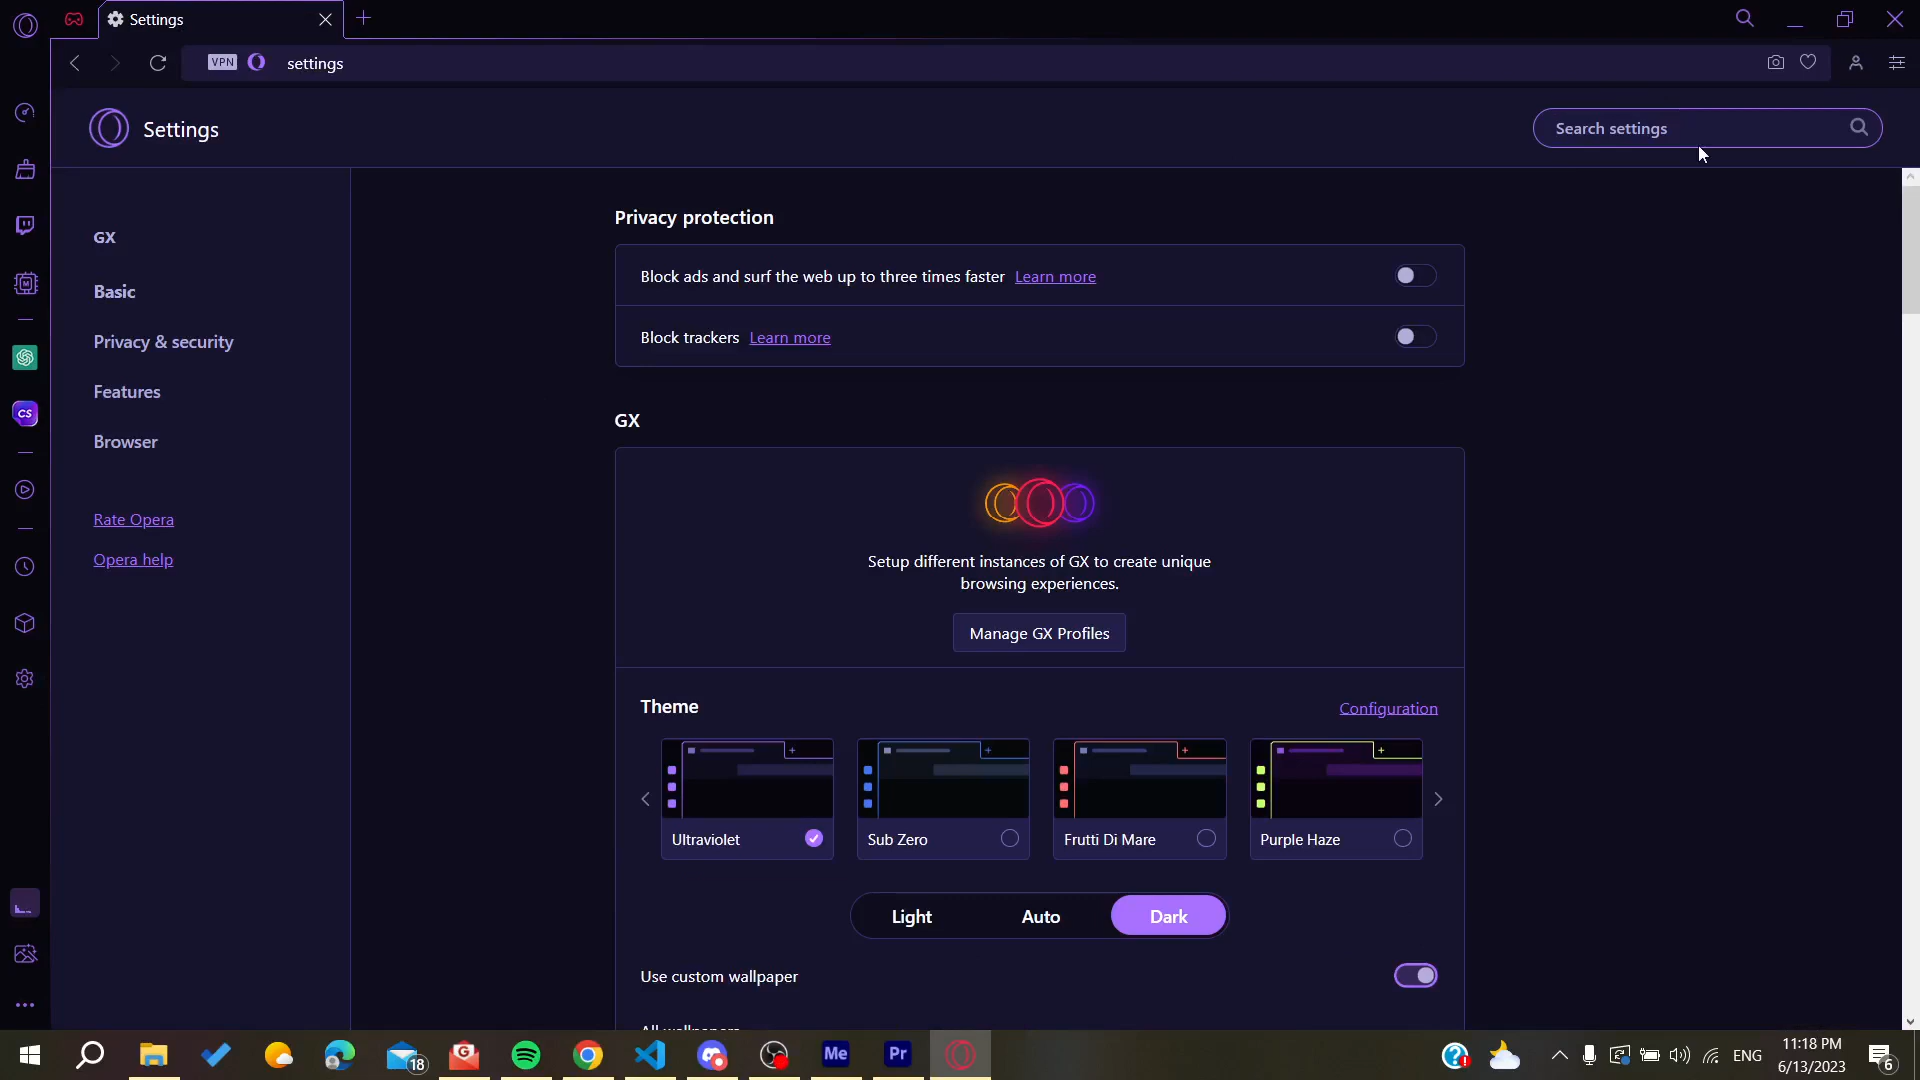 Settings
VPN
settings
Settings
Search settings
GX
Basic
Privacy & security
Features
Browser
Rate Opera
Opera help
Privacy protection
Block ads and surf the web up to three times faster Learn more
Block trackers Learn more
GX
Setup different instances of GX to create unique
browsing experiences.
Manage GX Profiles
Theme
Configuration
Ultraviolet
Sub Zero
Frutti Di Mare
Purple Haze
Light
Auto
Dark
Use custom wallpaper
All wallpapers
CS
M
18
G
Me
Pr
ENG
11:18 PM
6/13/2023
6